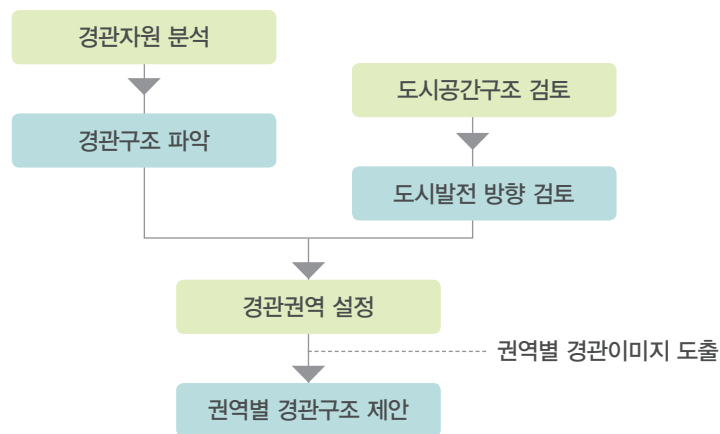 경관자원 분석
도시공간구조 검토
경관구조 파악
도시발전 방향 검토
경관권역 설정
권역별 경관이미지 도출
권역별 경관구조 제안